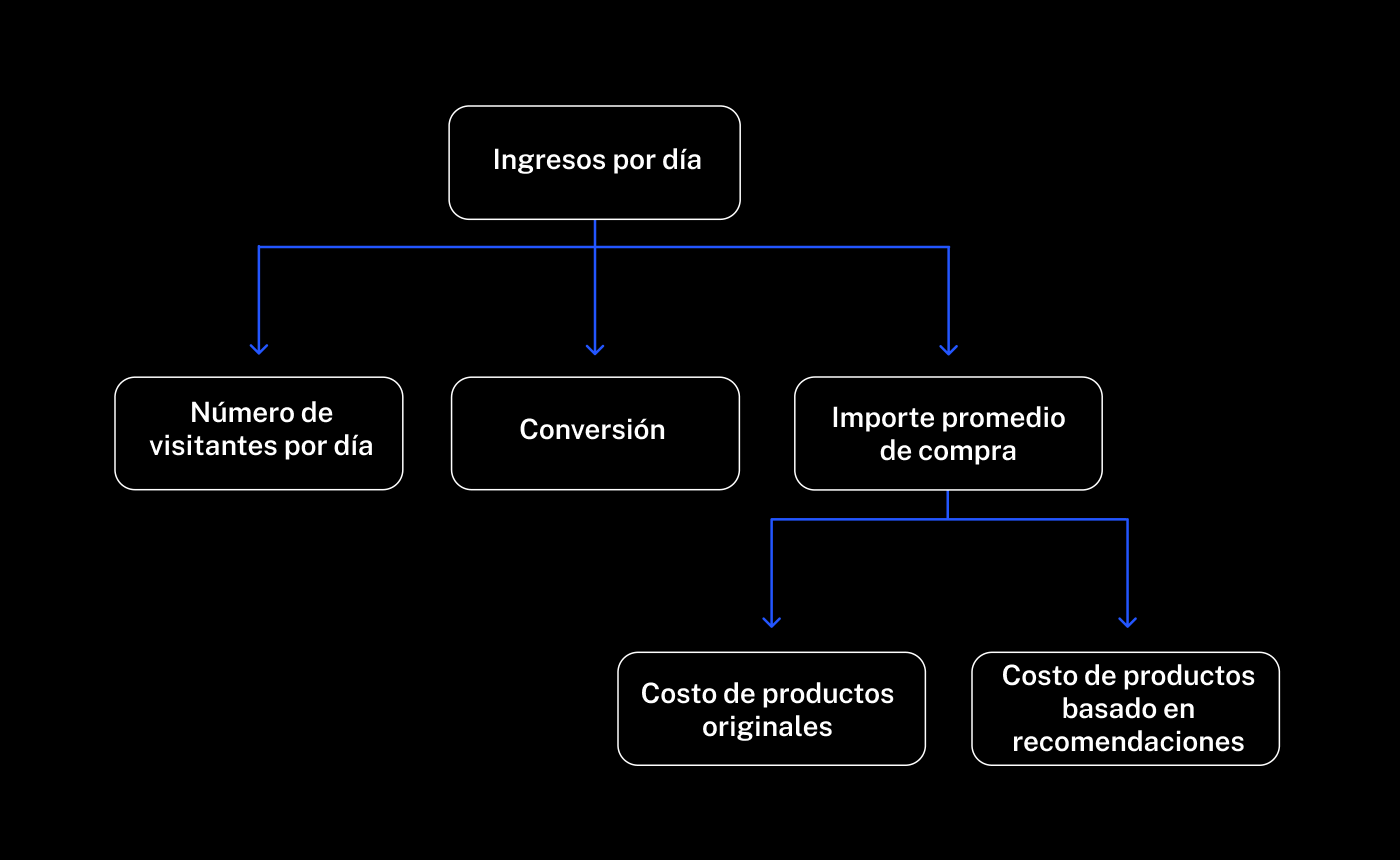 Ingresos por día
Número de
visitantes por día
Conversión
Importe promedio
de compra
Costo de productos
originales
Costo de productos
basado en
recomendaciones